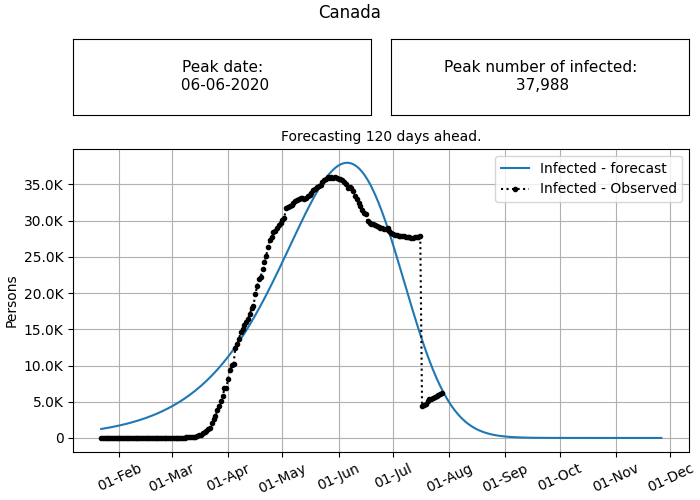 Canada
Peak date:
06-06-2020
Peak number of infected:
37,988
Forecasting 120 days ahead.
Infected - forecast
Infected - Observed
Persons
35.0K
30.0K
25.0K
20.0K
15.0K
10.0K
5.0K
0
01-Feb
01-Mar
01-Apr
01-May
01-Jun
01-Jul
01-Aug
01-Sep
01-Oct
01-Nov
01-Dec